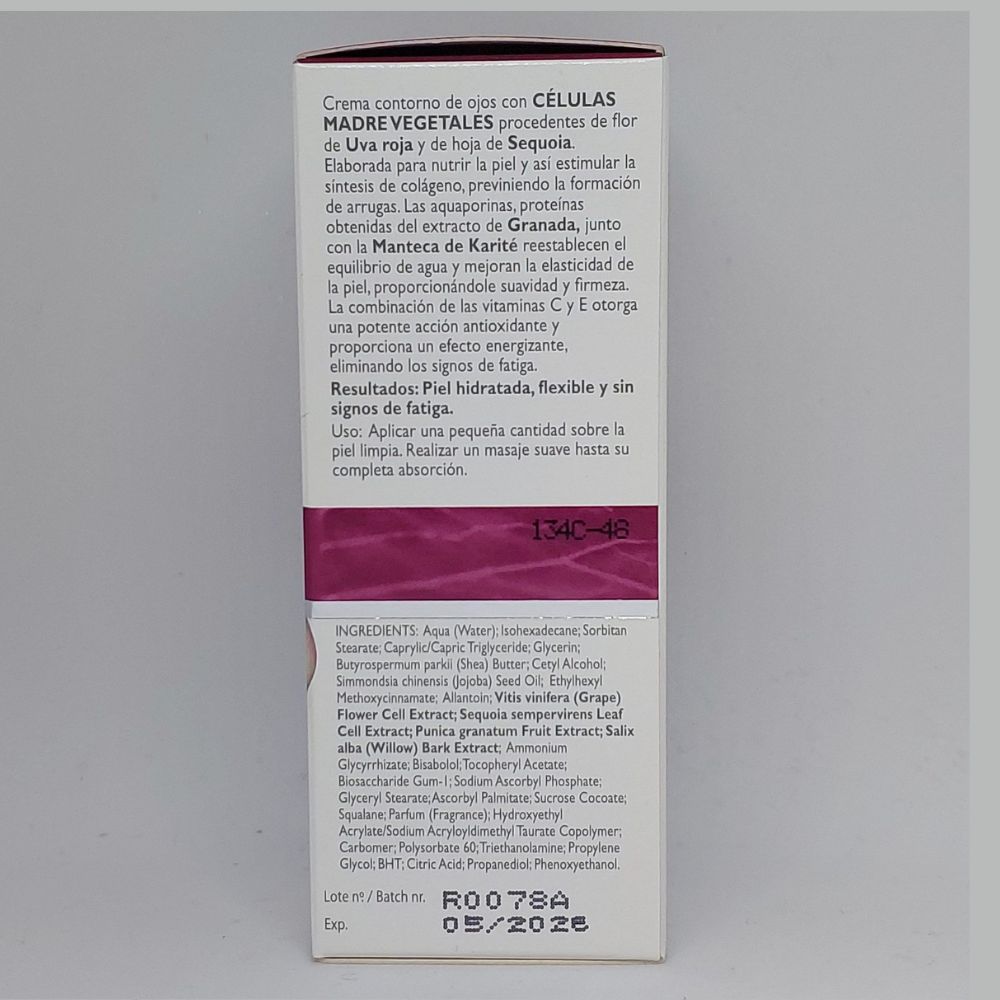 Crema contorno de ojos con CÉLULAS
MADRE VEGETALES procedentes de flor
de Uva roja y de hoja de Sequoia.
Elaborada para nutrir la piel y así estimular la
síntesis de colágeno, previniendo la formación
de arrugas. Las aquaporinas, proteínas
obtenidas del extracto de Granada, junto
con la Manteca de Karité reestablecen el
equilibrio de agua y mejoran la elasticidad de
la piel, proporcionándole suavidad y firmeza.
La combinación de las vitaminas C y E otorga
una potente acción antioxidante y
proporciona un efecto energizante,
eliminando los signos de fatiga.
Resultados: Piel hidratada, flexible y sin
signos de fatiga.
Uso: Aplicar una pequeña cantidad sobre la
piel limpia. Realizar un masaje suave hasta su
completa absorción.
134C-48
INGREDIENTS: Aqua (Water); Isohexadecane; Sorbitan
Stearate; Caprylic/Capric Triglyceride; Glycerin;
Butyrospermum parkii (Shea) Butter; Cetyl Alcohol;
Simmondsia chinensis (Jojoba) Seed Oil; Ethylhexyl
Methoxycinnamate; Allantoin; Vitis vinifera (Grape)
Flower Cell Extract; Sequoia sempervirens Leaf
Cell Extract; Punica granatum Fruit Extract; Salix
alba (Willow) Bark Extract; Ammonium
Glycyrrhizate; Bisabolol; Tocopheryl Acetate;
Biosaccharide Gum-1; Sodium Ascorbyl Phosphate;
Glyceryl Stearate; Ascorbyl Palmitate; Sucrose Cocoate;
Squalane; Parfum (Fragrance); Hydroxyethyl
Acrylate/Sodium Acryloyldimethyl Taurate Copolymer;
Carbomer; Polysorbate 60; Triethanolamine; Propylene
Glycol; BHT; Citric Acid; Propanediol; Phenoxyethanol.
Lote nº / Batch nr. R0078A
Exp. 05/2028